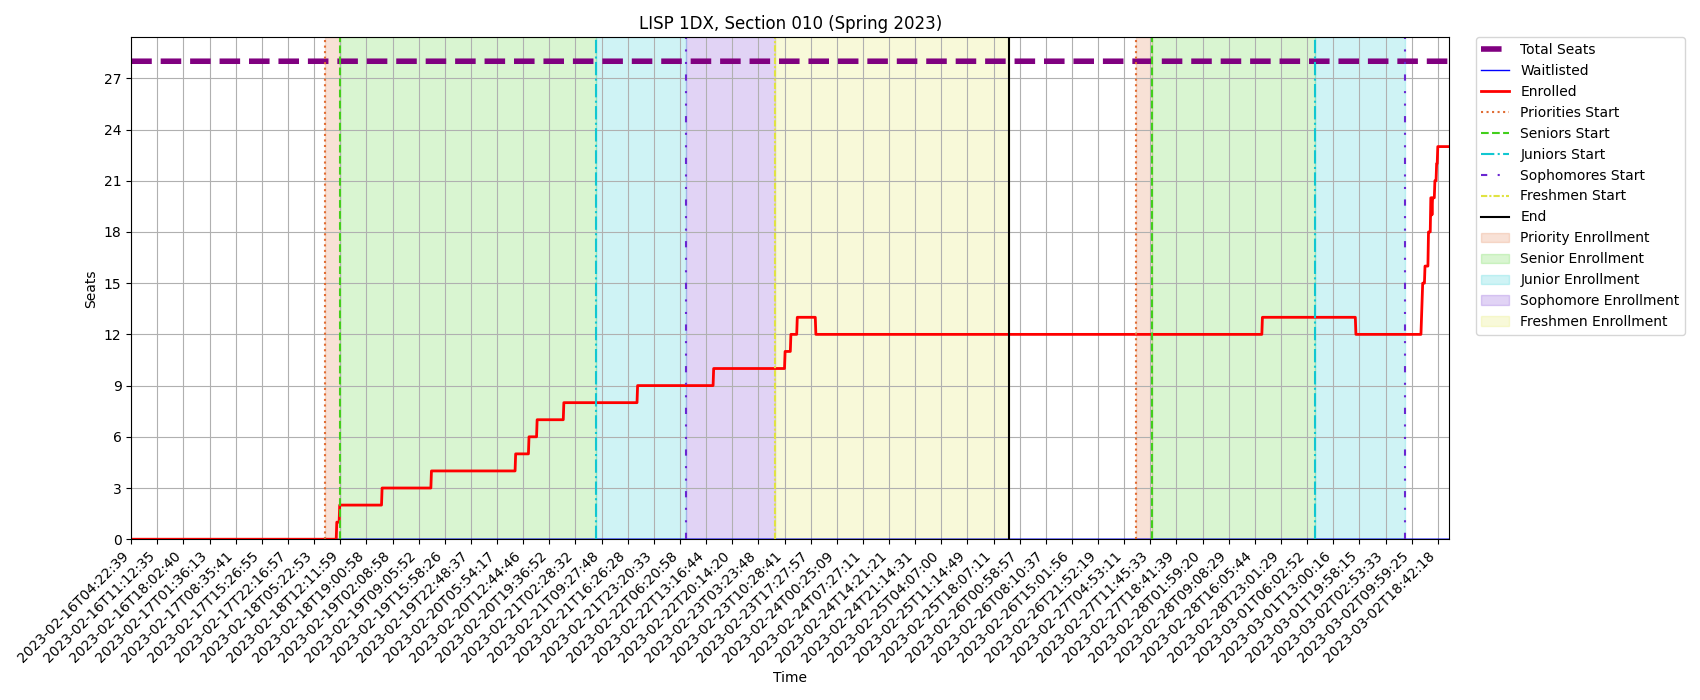 LISP 1DX, Section 010 (Spring 2023)
Seats
27
24
21
18
15
12
9
6
3
0
2023-02-16T04:22:39
2023-02-16T11:12:35
2023-02-16T18:02:40
2023-02-17T01:36:13
2023-02-17T08:35:41
2023-02-17T15:26:55
2023-02-17T22:16:57
2023-02-18T05:22:53
2023-02-18T12:11:59
2023-02-18T19:00:58
2023-02-19T02:08:58
2023-02-19T09:05:52
2023-02-19T15:58:26
2023-02-19T22:48:37
2023-02-20T05:54:17
2023-02-20T12:44:46
2023-02-20T19:36:52
2023-02-21T02:28:32
2023-02-21T09:27:48
2023-02-21T16:26:28
2023-02-21T23:20:33
2023-02-22T06:20:58
2023-02-22T13:16:44
2023-02-22T20:14:20
2023-02-23T03:23:48
2023-02-23T10:28:41
2023-02-23T17:27:57
2023-02-24T00:25:09
2023-02-24T07:27:11
2023-02-24T14:21:21
2023-02-24T21:14:31
2023-02-25T04:07:00
2023-02-25T11:14:49
2023-02-25T18:07:11
2023-02-26T00:58:57
2023-02-26T08:10:37
2023-02-26T15:01:56
2023-02-26T21:52:19
2023-02-27T04:53:11
2023-02-27T11:45:33
2023-02-27T18:41:39
2023-02-28T01:59:20
2023-02-28T09:08:29
2023-02-28T16:05:44
2023-02-28T23:01:29
2023-03-01T06:02:52
2023-03-01T13:00:16
2023-03-01T19:58:15
2023-03-02T02:53:33
2023-03-02T09:59:25
2023-03-02T18:42:18
Time
Total Seats
Waitlisted
Enrolled
Priorities Start
Seniors Start
Juniors Start
Sophomores Start
Freshmen Start
End
Priority Enrollment
Senior Enrollment
Junior Enrollment
Sophomore Enrollment
Freshmen Enrollment